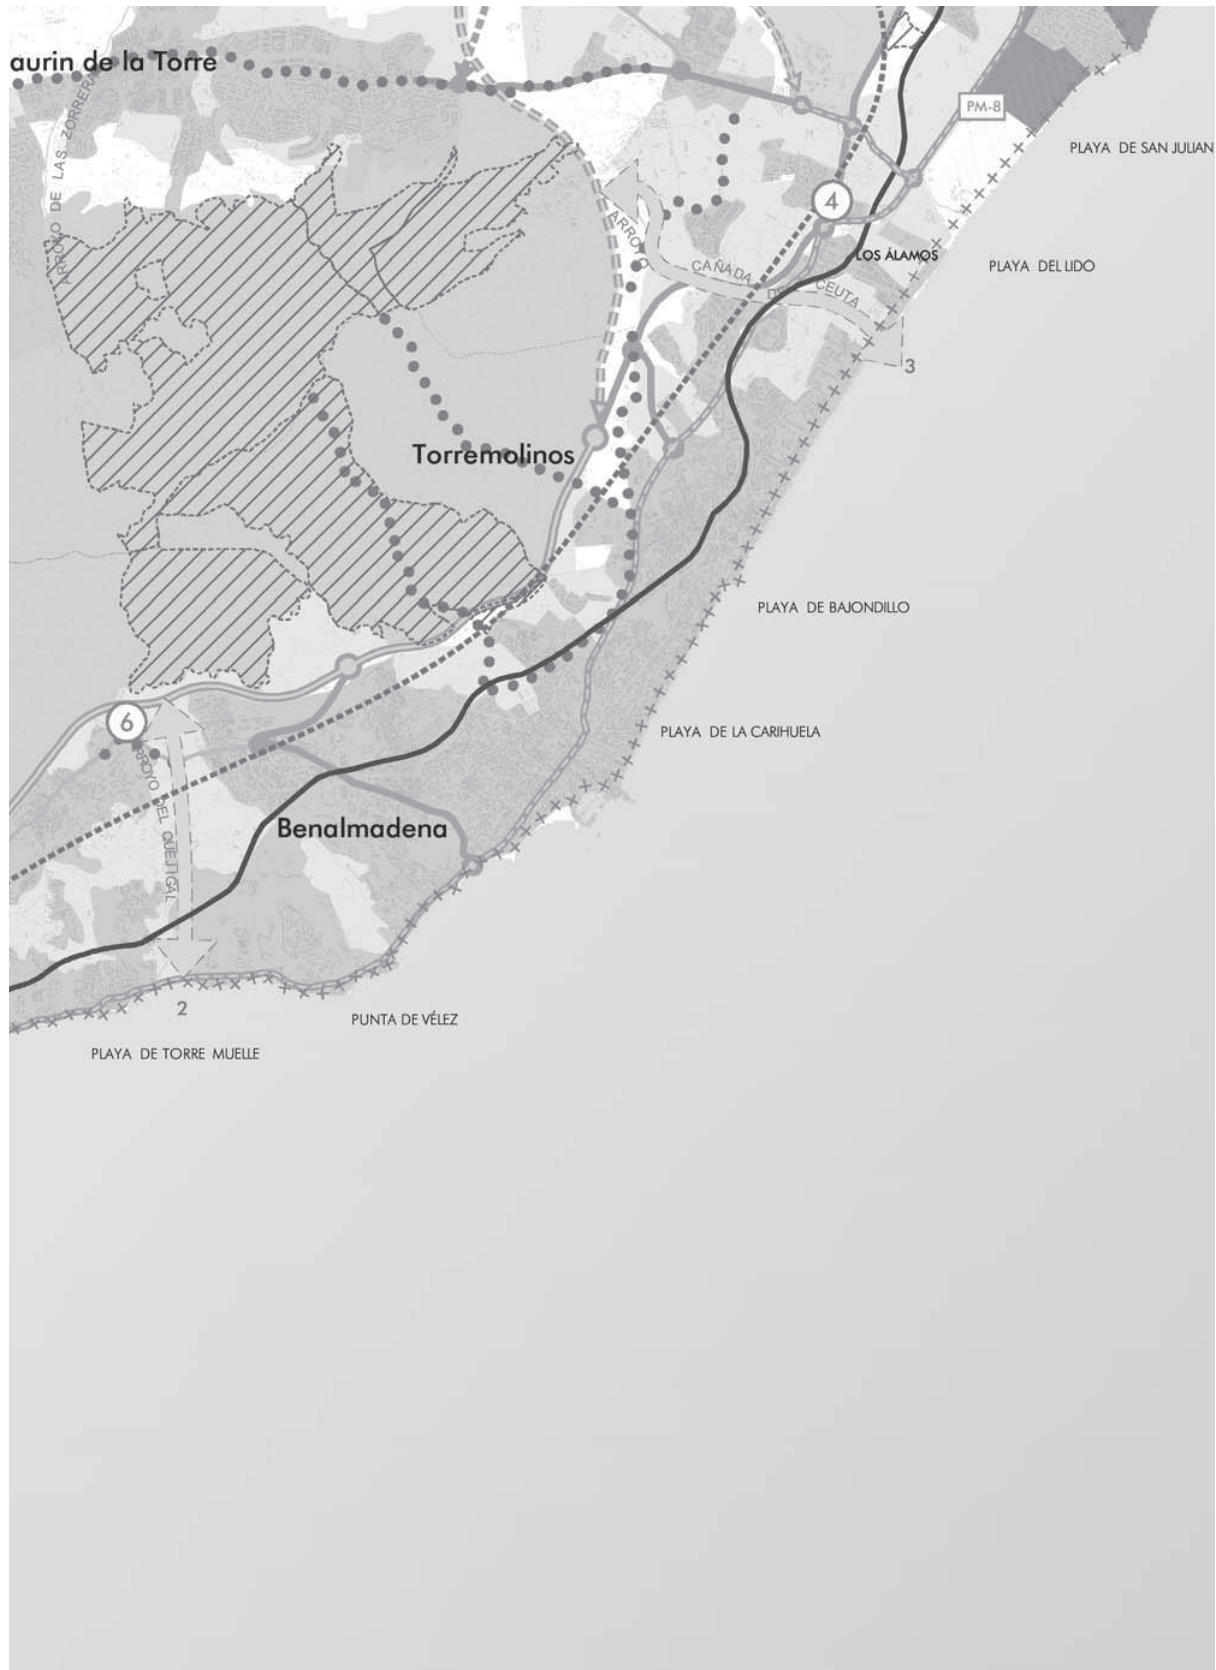 aurin de la Torre
ARROYO DE LAS ZORRERA
PM-8
PLAYA DE SAN JULIAN
4
ARROYO
CAÑADA
DE
CEUTA
LOS ÁLAMOS
PLAYA DEL LIDO
3
Torremolinos
PLAYA DE BAJONDILLO
6
PLAYA DE LA CARIHUELA
ARROYO DEL QUEJIGAL
Benalmadena
2
PUNTA DE VÉLEZ
PLAYA DE TORRE MUELLE